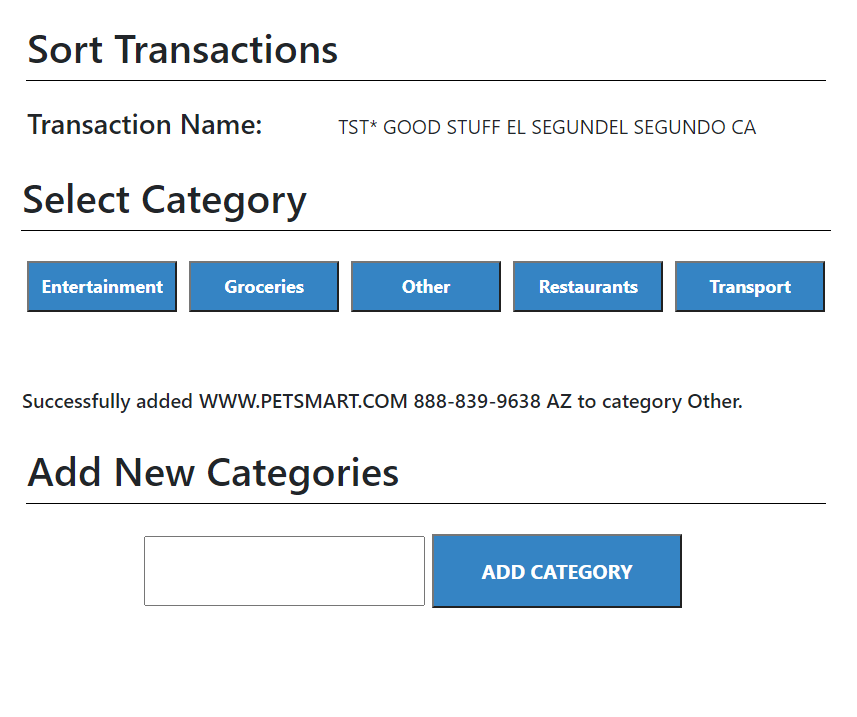 Sort Transactions
Transaction Name: TST* GOOD STUFF EL SEGUNDEL SEGUNDO CA
Select Category
Entertainment Groceries Other Restaurants Transport
Successfully added WWW.PETSMART.COM 888-839-9638 AZ to category Other.
Add New Categories
ADD CATEGORY